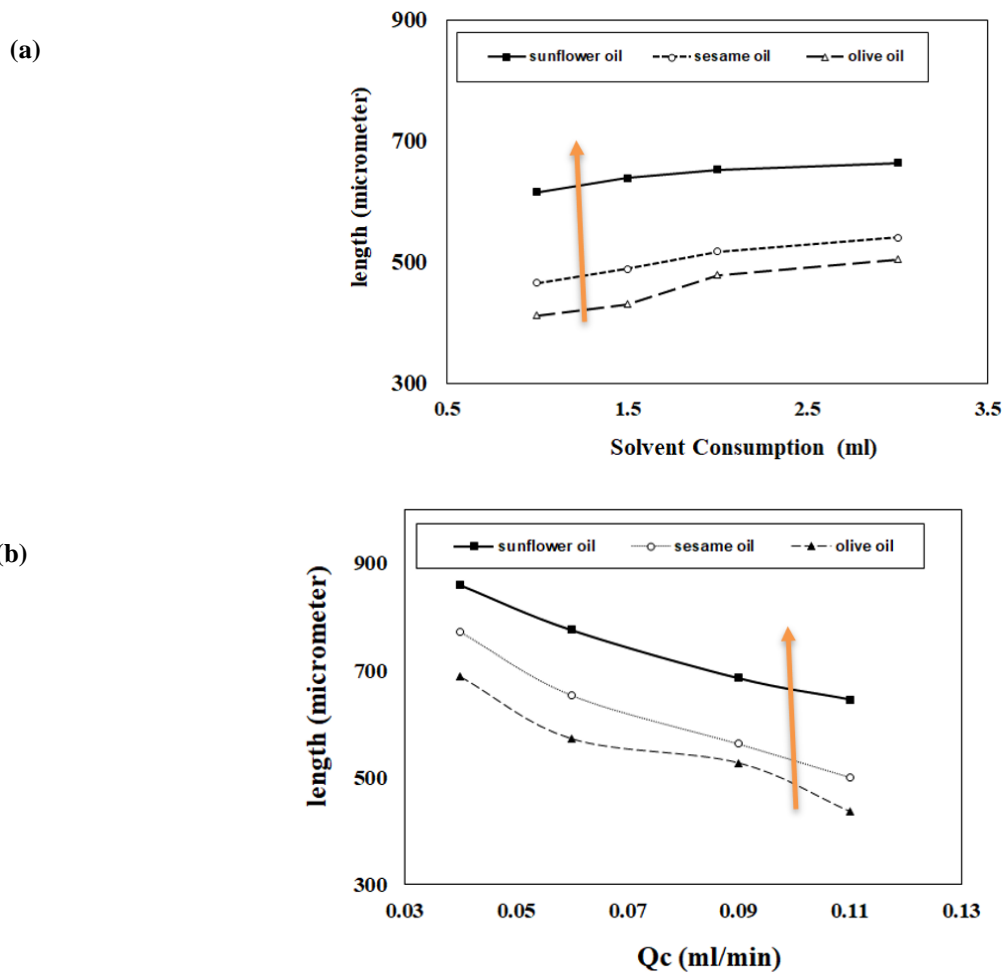 (a)
900
sunflower oil sesame oil olive oil
700
500
300
length (micrometer)
0.5 1.5 2.5 3.5
Solvent Consumption (ml)
(b)
sunflower oil sesame oil olive oil
900
700
500
300
length (micrometer)
0.03 0.05 0.07 0.09 0.11 0.13
Qc (ml/min)